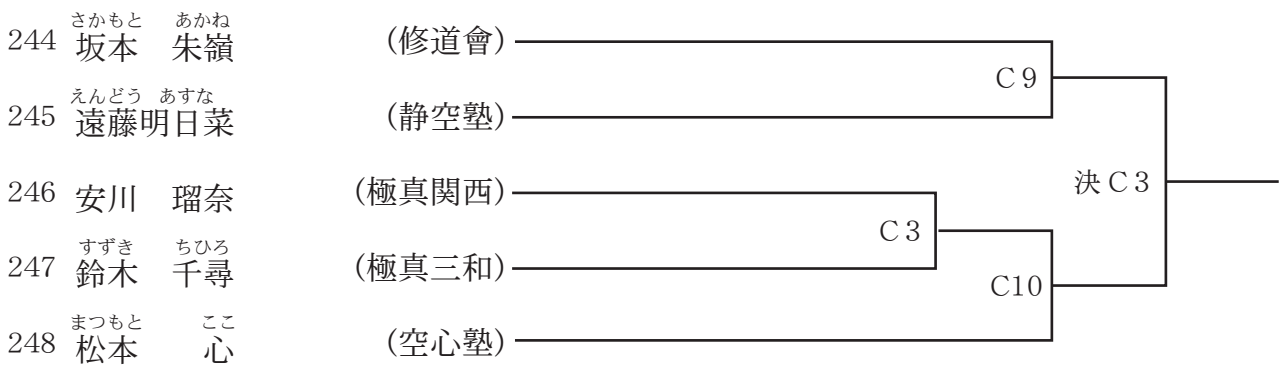 さかもと　あかね
244 坂本　朱嶺　(修道會)
C 9
えんどう　あすな
245 遠藤明日菜　(静空塾)
決 C 3
246 安川　瑠奈　(極真関西)
C 3
すずき　ちひろ
247 鈴木　千尋　(極真三和)
C10
まつもと　ここ
248 松本　心　(空心塾)